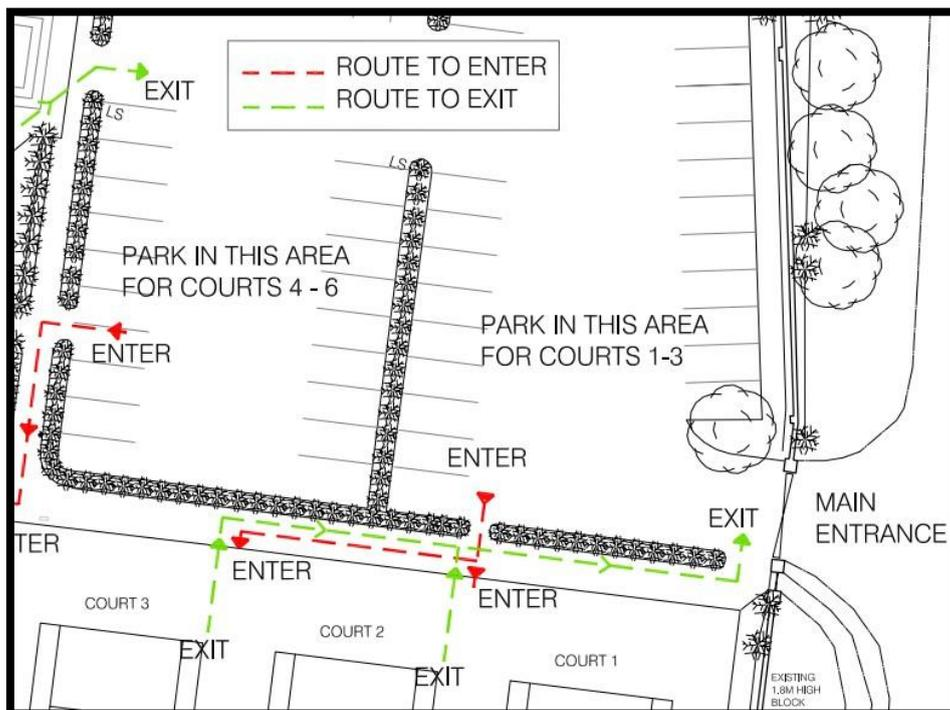 ROUTE TO ENTER
ROUTE TO EXIT
EXIT
LS
LS
PARK IN THIS AREA
FOR COURTS 4 - 6
PARK IN THIS AREA
FOR COURTS 1-3
ENTER
ENTER
MAIN
ENTRANCE
EXIT
TER
ENTER
ENTER
COURT 3
COURT 2
COURT 1
EXIT
EXIT
EXISTING
1.8M HIGH
BLOCK